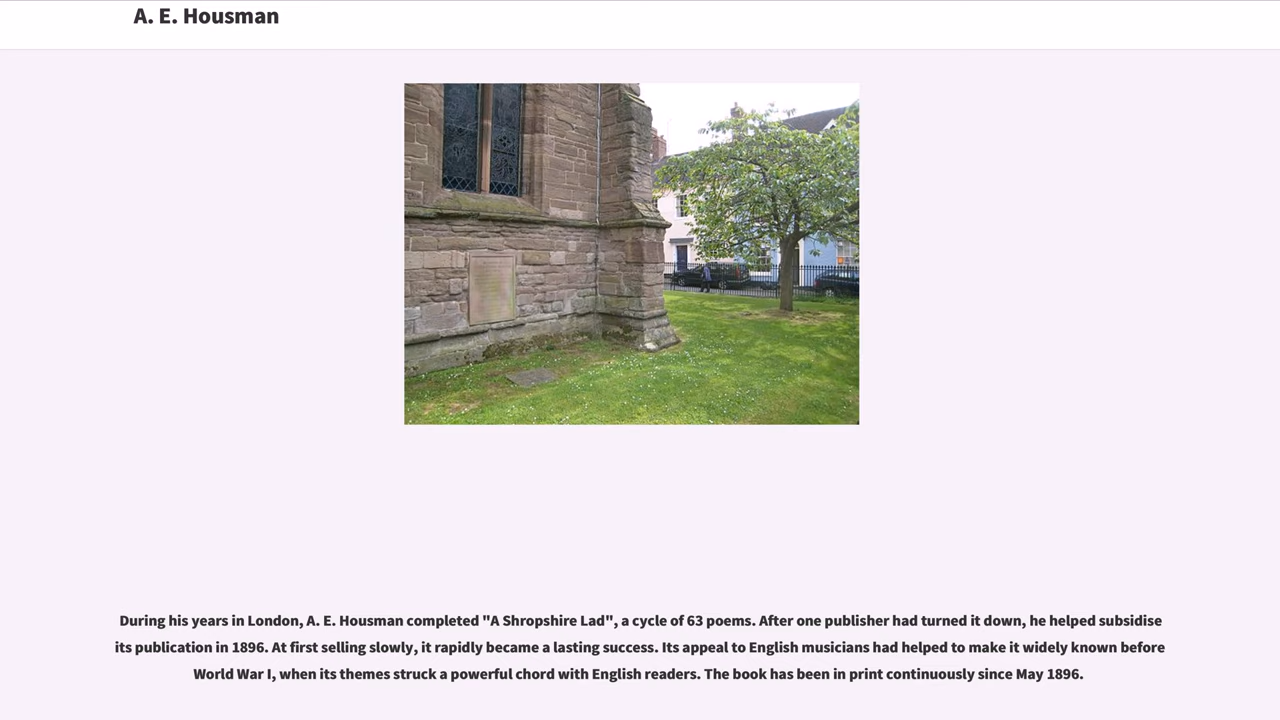 A. E. Housman
During his years in London, A. E. Housman completed "A Shropshire Lad", a cycle of 63 poems. After one publisher had turned it down, he helped subsidise
its publication in 1896. At first selling slowly, it rapidly became a lasting success. Its appeal to English musicians had helped to make it widely known before
World War I, when its themes struck a powerful chord with English readers. The book has been in print continuously since May 1896.